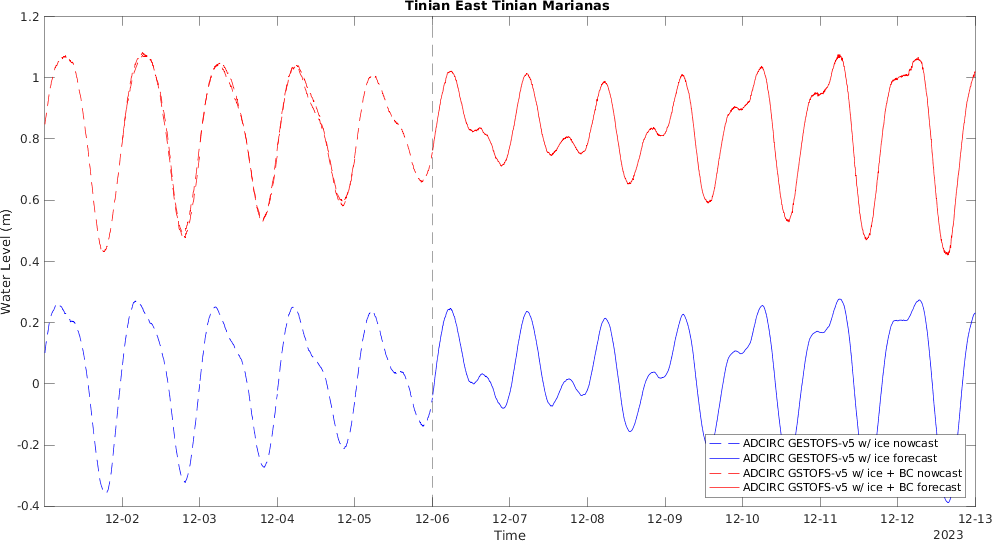 Tinian East Tinian Marianas
Water Level (m)
1.2
1
0.8
0.6
0.4
0.2
0
-0.2
-0.4
ADCIRC GESTOFS-v5 w/ ice nowcast
ADCIRC GESTOFS-v5 w/ ice forecast
ADCIRC GSTOFS-v5 w/ ice + BC nowcast
ADCIRC GSTOFS-v5 w/ ice + BC forecast
12-02 12-03 12-04 12-05 12-06 12-07 12-08 12-09 12-10 12-11 12-12 12-13
Time
2023